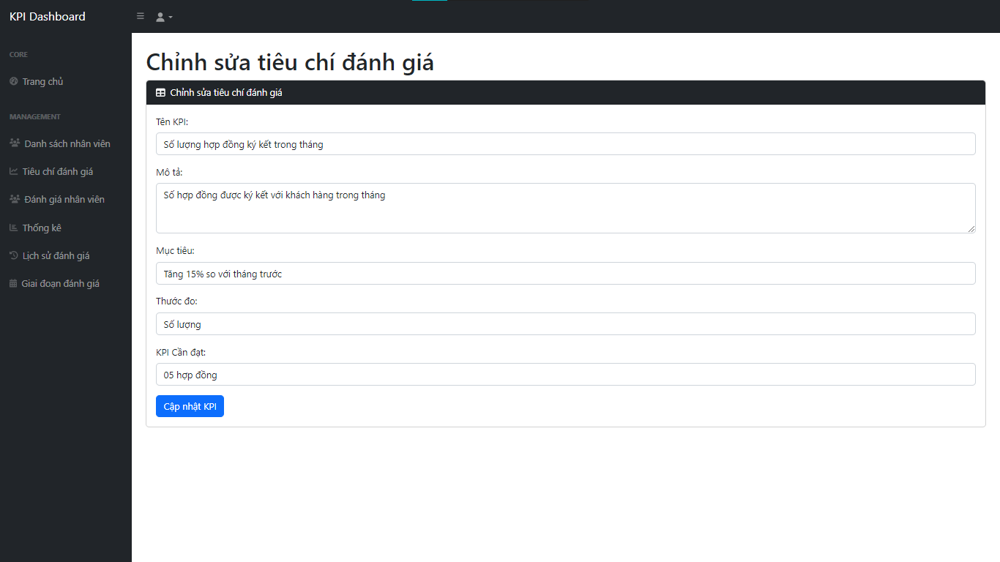 KPI Dashboard
CORE
Trang chủ
MANAGEMENT
Danh sách nhân viên
Tiêu chí đánh giá
Đánh giá nhân viên
Thống kê
Lịch sử đánh giá
Giai đoạn đánh giá
Chỉnh sửa tiêu chí đánh giá
Chỉnh sửa tiêu chí đánh giá
Tên KPI:
Số lượng hợp đồng ký kết trong tháng
Mô tả:
Số hợp đồng được ký kết với khách hàng trong tháng
Mục tiêu:
Tăng 15% so với tháng trước
Thước đo:
Số lượng
KPI Cần đạt:
05 hợp đồng
Cập nhật KPI